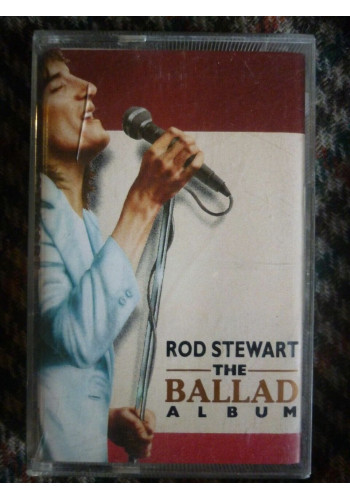 ROD STEWART
THE
BALLAD
ALBUM